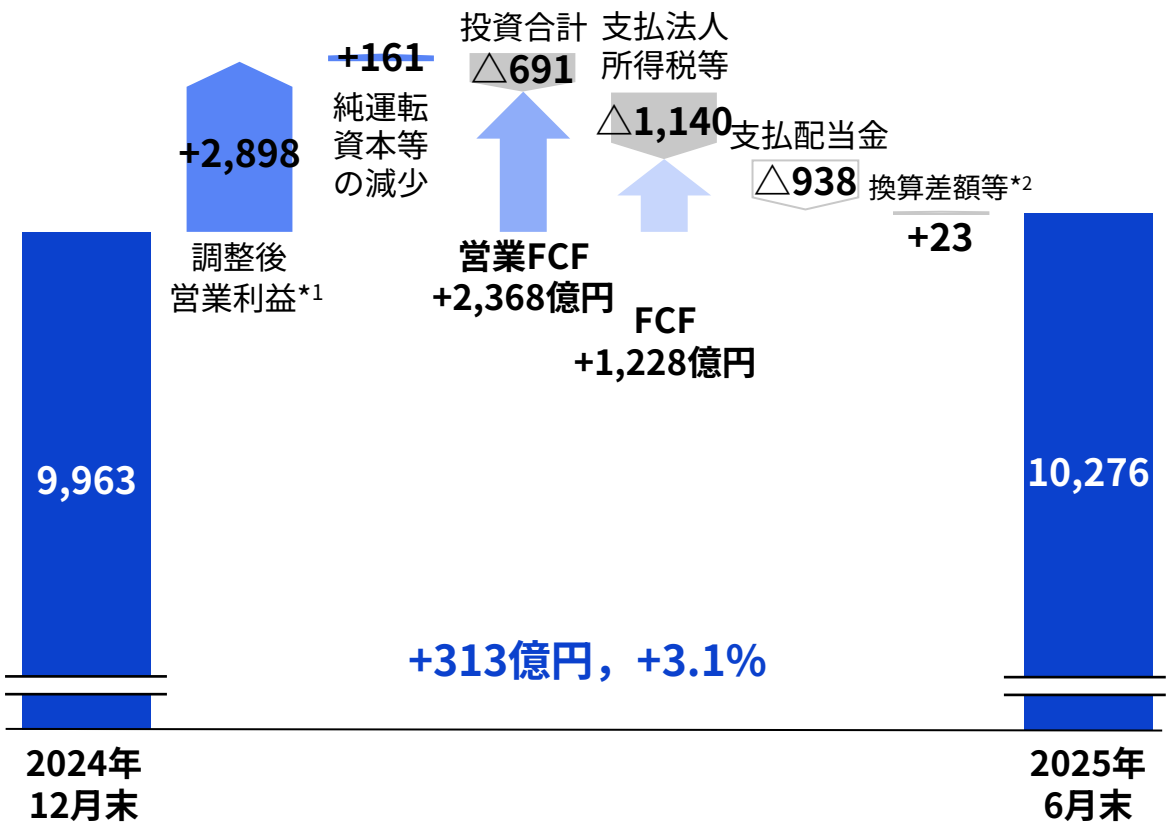 +2,898
調整後
営業利益*1
+161
純運転
資本等
の減少
投資合計
△691
営業FCF
+2,368億円
支払法人
所得税等
△1,140
FCF
+1,228億円
支払配当金
△938
換算差額等*2
+23
9,963
10,276
+313億円，+3.1%
2024年
12月末
2025年
6月末